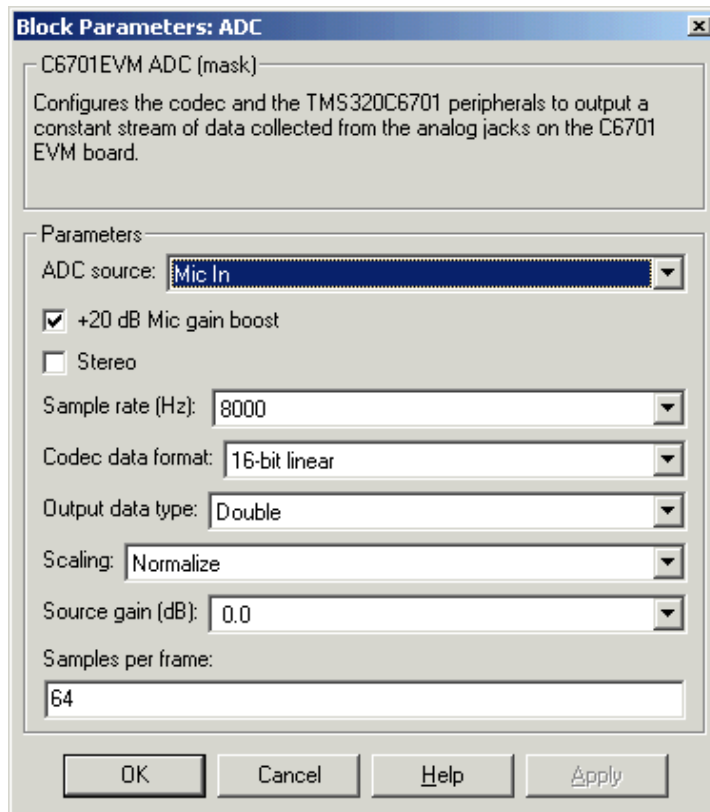 Block Parameters: ADC
C6701EVM ADC (mask)
Configures the codec and the TMS320C6701 peripherals to output a
constant stream of data collected from the analog jacks on the C6701
EVM board.
Parameters
ADC source: Mic In
+20 dB Mic gain boost
Stereo
Sample rate (Hz): 8000
Codec data format: 16-bit linear
Output data type: Double
Scaling: Normalize
Source gain (dB): 0.0
Samples per frame:
64
OK Cancel Help Apply